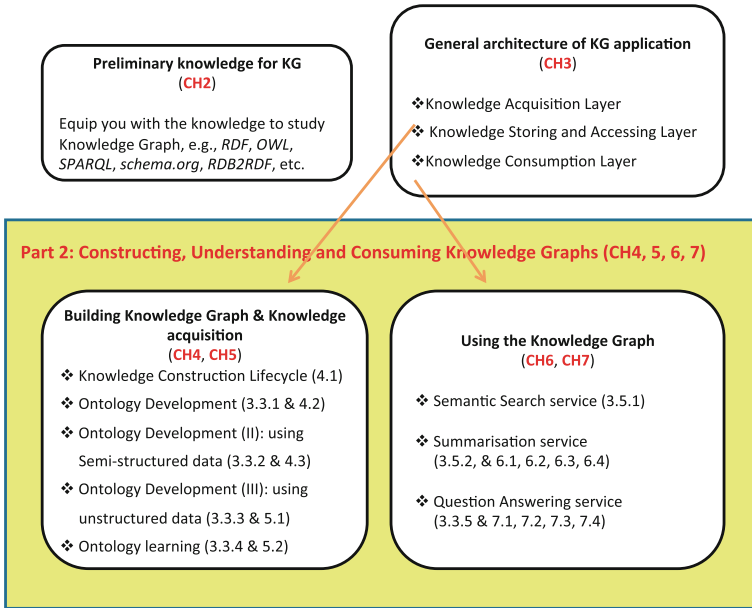 Preliminary knowledge for KG
(CH2)
Equip you with the knowledge to study
Knowledge Graph, e.g., RDF, OWL,
SPARQL, schema.org, RDB2RDF, etc.
General architecture of KG application
(CH3)
❖Knowledge Acquisition Layer
❖ Knowledge Storing and Accessing Layer
❖Knowledge Consumption Layer
Part 2: Constructing, Understanding and Consuming Knowledge Graphs (CH4, 5, 6, 7)
Building Knowledge Graph & Knowledge
acquisition
(CH4, CH5)
❖ Knowledge Construction Lifecycle (4.1)
❖ Ontology Development (3.3.1 & 4.2)
❖ Ontology Development (II): using
Semi-structured data (3.3.2 & 4.3)
❖ Ontology Development (III): using
unstructured data (3.3.3 & 5.1)
❖ Ontology learning (3.3.4 & 5.2)
Using the Knowledge Graph
(CH6, CH7)
❖ Semantic Search service (3.5.1)
❖ Summarisation service
(3.5.2, & 6.1, 6.2, 6.3, 6.4)
❖ Question Answering service
(3.3.5 & 7.1, 7.2, 7.3, 7.4)